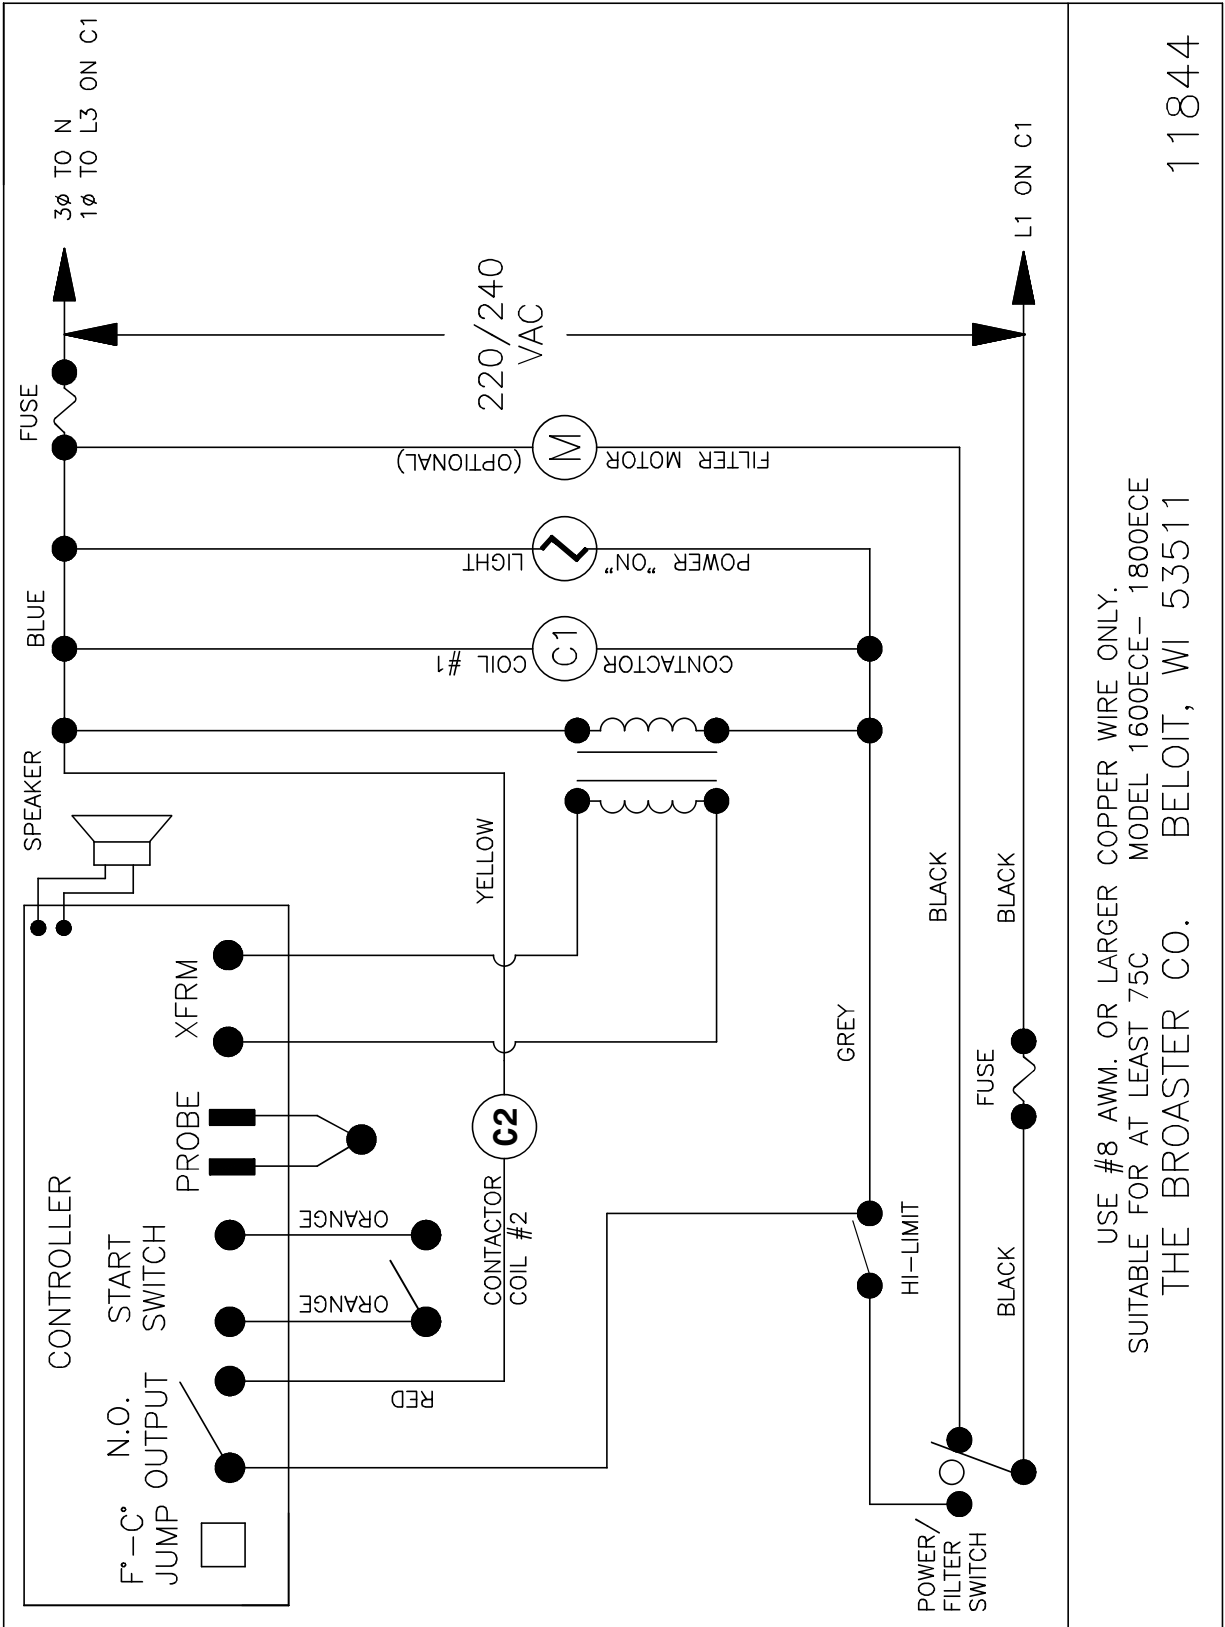 3ø TO N
1ø TO L3 ON C1
FUSE
BLUE
SPEAKER
220/240
VAC
L1 ON C1
(OPTIONAL)
M
FILTER MOTOR
LIGHT
POWER "ON"
COIL #1
C1
CONTACTOR
YELLOW
XFRM
PROBE
CONTROLLER
START
SWITCH
N.O.
OUTPUT
F°-C°
JUMP
ORANGE
ORANGE
RED
C2
CONTACTOR
COIL #2
GREY
BLACK
BLACK
FUSE
HI-LIMIT
BLACK
POWER/
FILTER
SWITCH
USE #8 AWM. OR LARGER COPPER WIRE ONLY.
SUITABLE FOR AT LEAST 75C MODEL 1600ECE- 1800ECE
THE BROASTER CO. BELOIT, WI 53511
11844